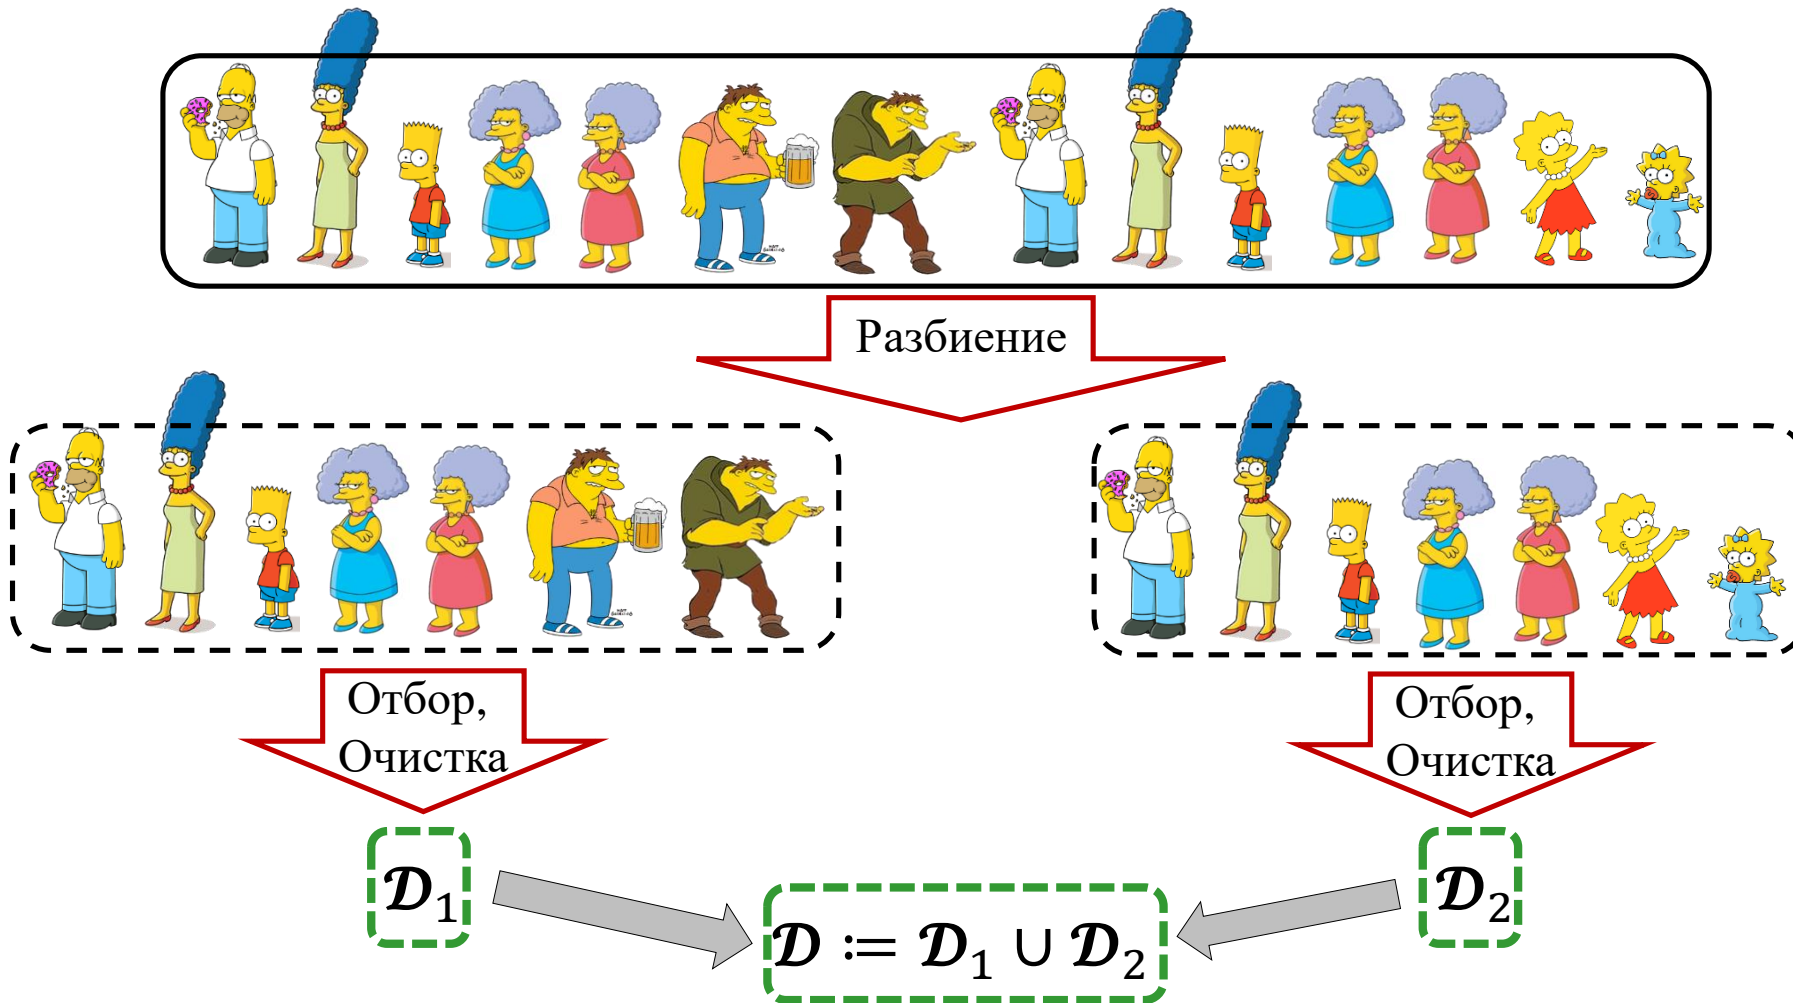 Разбиение
Отбор,
Очистка
Отбор,
Очистка
𝓓₁
𝓓₂
𝓓 ≔ 𝓓₁ ∪ 𝓓₂